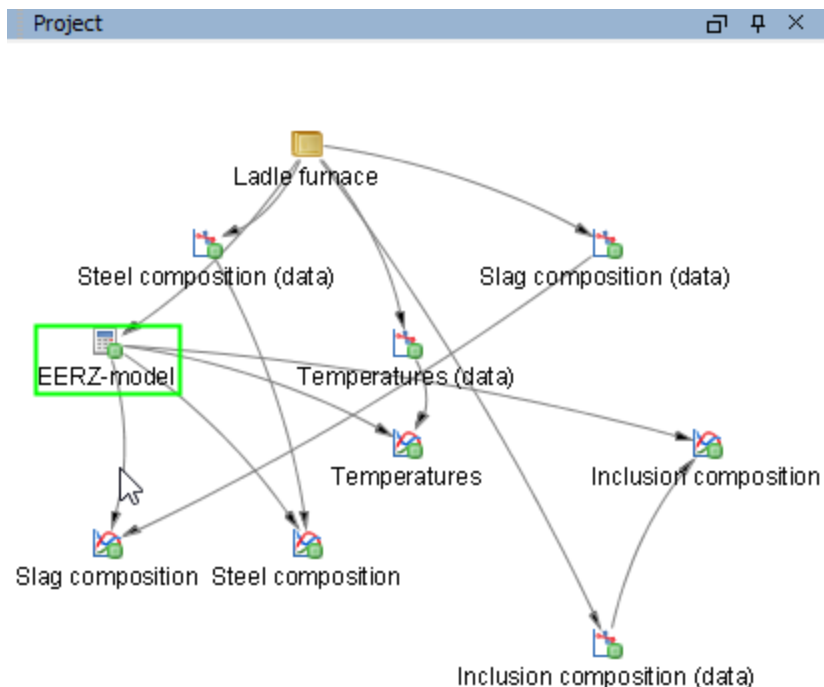 Project
Ladle furnace
Steel composition (data)
Slag composition (data)
EERZ-model
Temperatures (data)
Temperatures
Inclusion composition
Slag composition
Steel composition
Inclusion composition (data)